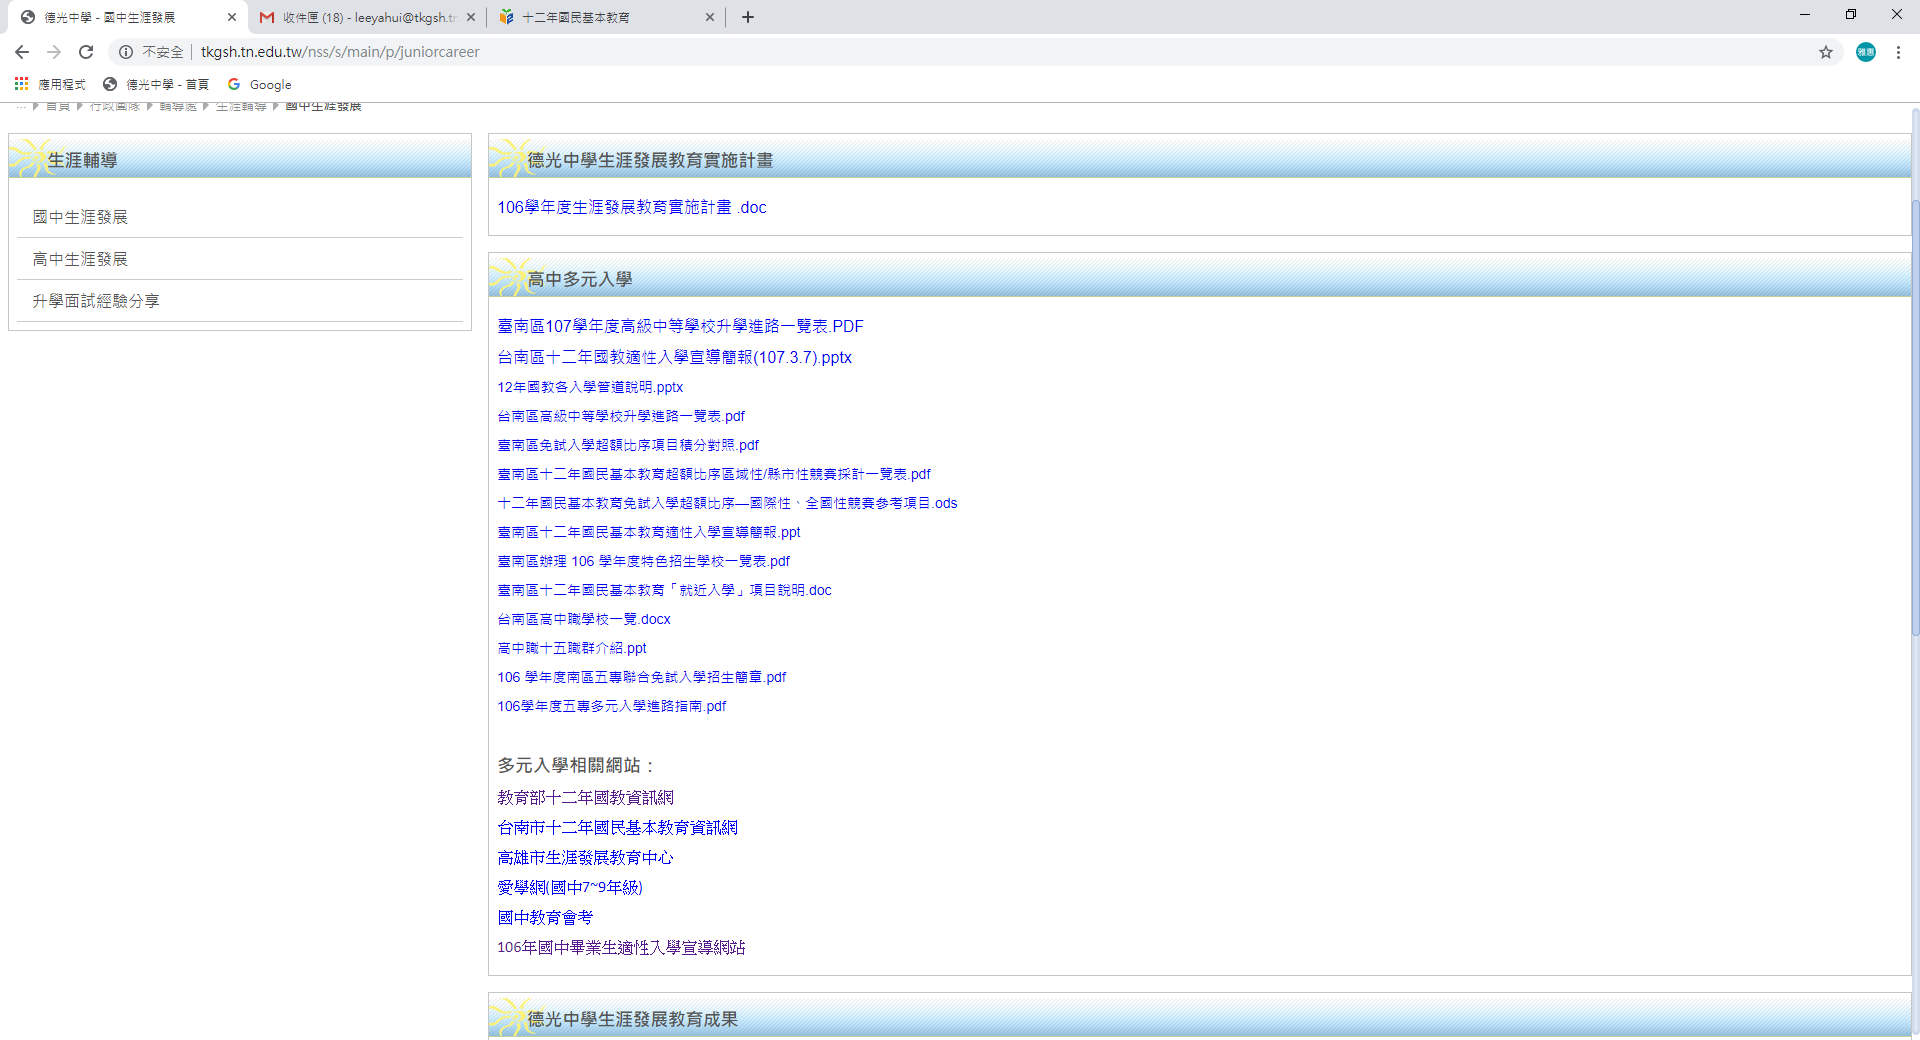 德光中學 - 國中生涯發展
收件匣 (18) - leeyahui@tkgsh.tn
十二年國民基本教育
不安全 tkgsh.tn.edu.tw/nss/s/main/p/juniorcareer
雅惠
應用程式 德光中學 - 首頁 Google
... 首頁 行政團隊 輔導處 生涯輔導 國中生涯發展
生涯輔導
國中生涯發展
高中生涯發展
升學面試經驗分享
德光中學生涯發展教育實施計畫
106學年度生涯發展教育實施計畫 .doc
高中多元入學
臺南區107學年度高級中等學校升學進路一覽表.PDF
台南區十二年國教適性入學宣導簡報(107.3.7).pptx
12年國教各入學管道說明.pptx
台南區高級中等學校升學進路一覽表.pdf
臺南區免試入學超額比序項目積分對照.pdf
臺南區十二年國民基本教育超額比序區域性/縣市性競賽採計一覽表.pdf
十二年國民基本教育免試入學超額比序—國際性、全國性競賽參考項目.ods
臺南區十二年國民基本教育適性入學宣導簡報.ppt
臺南區辦理 106 學年度特色招生學校一覽表.pdf
臺南區十二年國民基本教育「就近入學」項目說明.doc
台南區高中職學校一覽.docx
高中職十五職群介紹.ppt
106 學年度南區五專聯合免試入學招生簡章.pdf
106學年度五專多元入學進路指南.pdf
多元入學相關網站：
教育部十二年國教資訊網
台南市十二年國民基本教育資訊網
高雄市生涯發展教育中心
愛學網(國中7~9年級)
國中教育會考
106年國中畢業生適性入學宣導網站
德光中學生涯發展教育成果